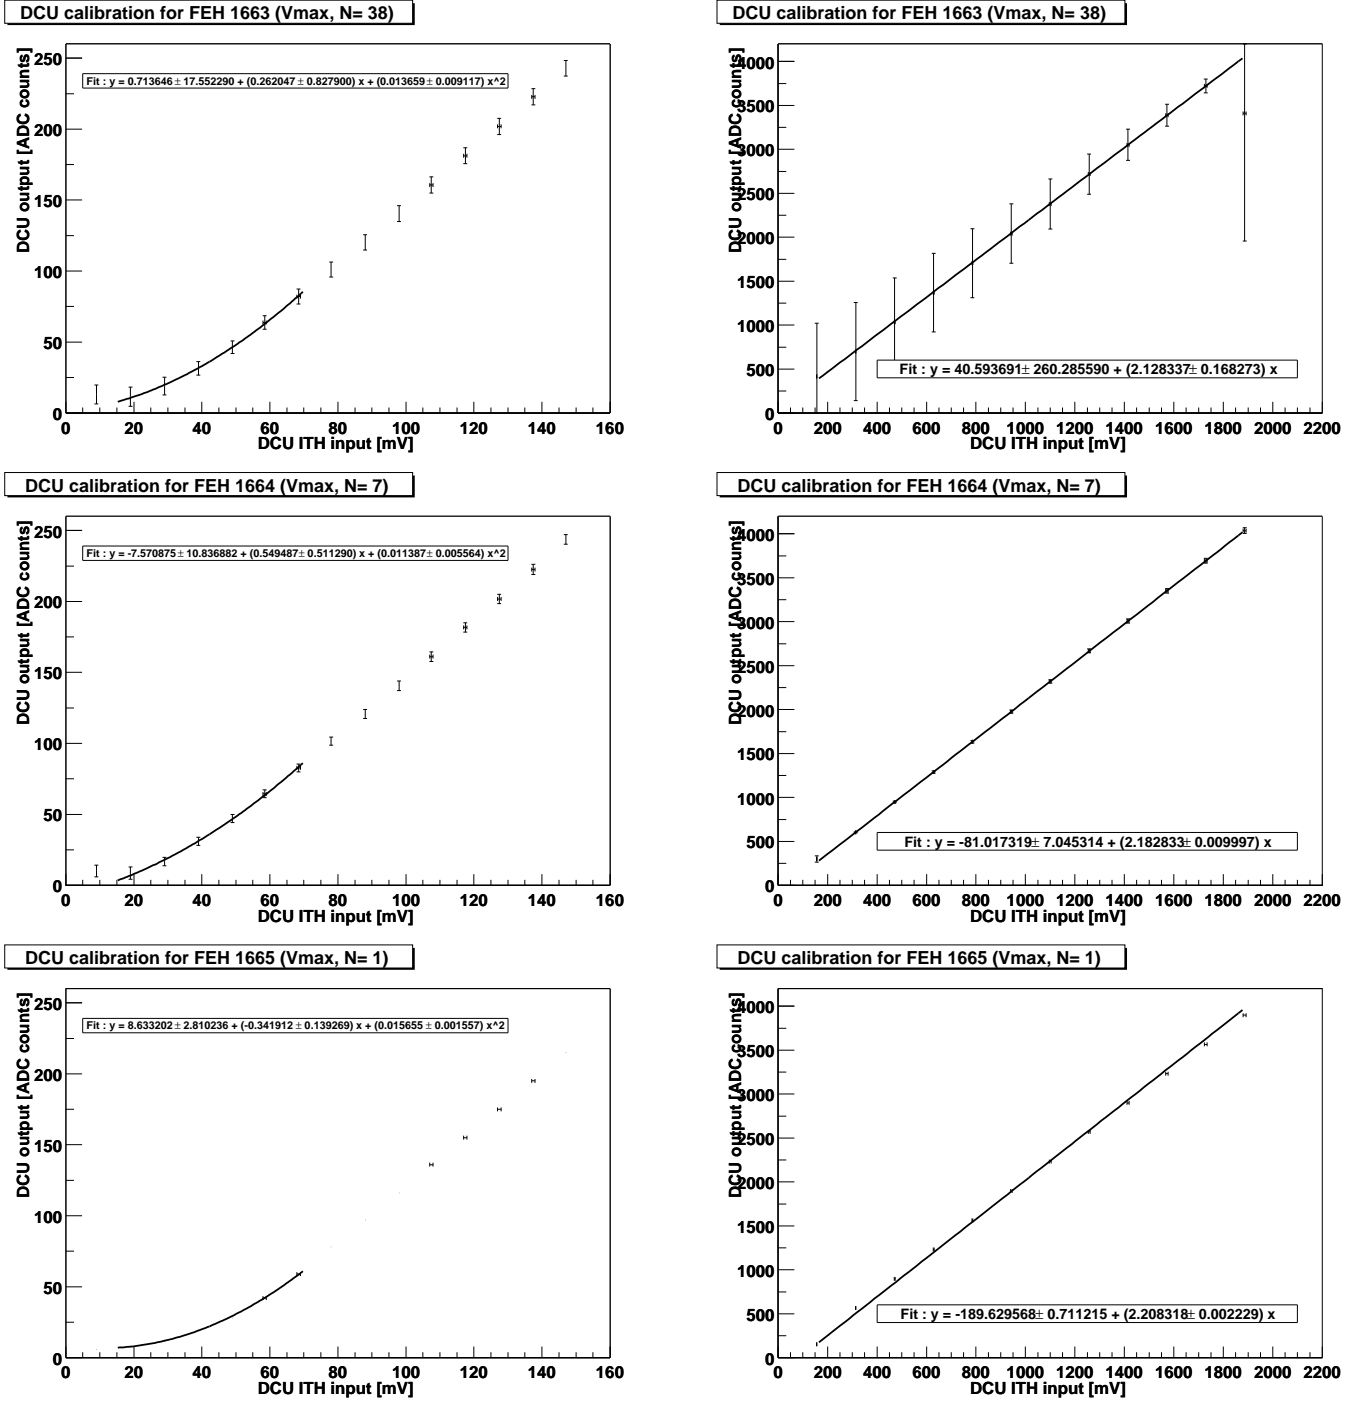 DCU calibration for FEH 1663 (Vmax, N= 38)
DCU output [ADC counts]
250
200
150
100
50
0
Fit : y = 0.713646 ± 17.552290 + (0.262047 ± 0.827900) x + (0.013659 ± 0.009117) x^2
0 20 40 60 80 100 120 140 160
DCU ITH input [mV]
DCU calibration for FEH 1663 (Vmax, N= 38)
DCU output [ADC counts]
4000
3500
3000
2500
2000
1500
1000
500
0
Fit : y = 40.593691± 260.285590 + (2.128337± 0.168273) x
0 200 400 600 800 1000 1200 1400 1600 1800 2000 2200
DCU ITH input [mV]
DCU calibration for FEH 1664 (Vmax, N= 7)
DCU output [ADC counts]
250
200
150
100
50
0
Fit : y = -7.570875 ± 10.836882 + (0.549487 ± 0.511290) x + (0.011387 ± 0.005564) x^2
0 20 40 60 80 100 120 140 160
DCU ITH input [mV]
DCU calibration for FEH 1664 (Vmax, N= 7)
DCU output [ADC counts]
4000
3500
3000
2500
2000
1500
1000
500
0
Fit : y = -81.017319± 7.045314 + (2.182833± 0.009997) x
0 200 400 600 800 1000 1200 1400 1600 1800 2000 2200
DCU ITH input [mV]
DCU calibration for FEH 1665 (Vmax, N= 1)
DCU output [ADC counts]
250
200
150
100
50
0
Fit : y = 8.633202 ± 2.810236 + (-0.341912 ± 0.139269) x + (0.015655 ± 0.001557) x^2
0 20 40 60 80 100 120 140 160
DCU ITH input [mV]
DCU calibration for FEH 1665 (Vmax, N= 1)
DCU output [ADC counts]
4000
3500
3000
2500
2000
1500
1000
500
0
Fit : y = -189.629568± 0.711215 + (2.208318± 0.002229) x
0 200 400 600 800 1000 1200 1400 1600 1800 2000 2200
DCU ITH input [mV]